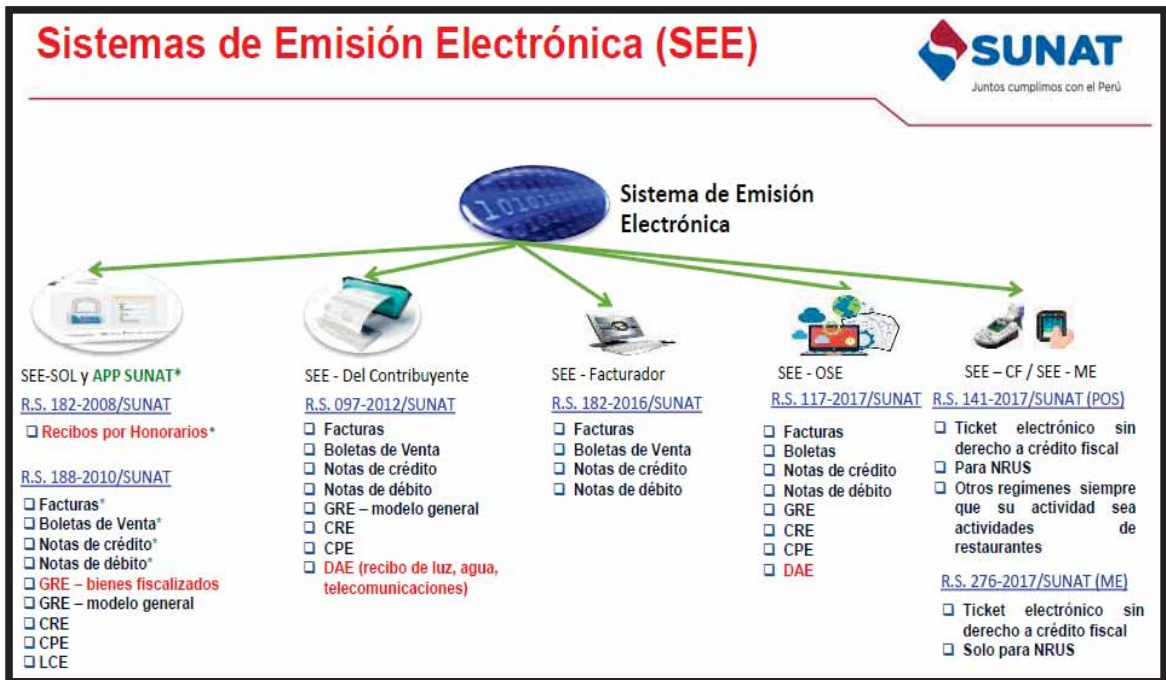 Sistemas de Emisión Electrónica (SEE)
SUNAT
Juntos cumplimos con el Perú
Sistema de Emisión
Electrónica
SEE-SOL y APP SUNAT*
R.S. 182-2008/SUNAT
Recibos por Honorarios*
R.S. 188-2010/SUNAT
Facturas*
Boletas de Venta*
Notas de crédito*
Notas de débito*
GRE – bienes fiscalizados
GRE – modelo general
CRE
CPE
LCE
SEE - Del Contribuyente
R.S. 097-2012/SUNAT
Facturas
Boletas de Venta
Notas de crédito
Notas de débito
GRE – modelo general
CRE
CPE
DAE (recibo de luz, agua,
telecomunicaciones)
SEE - Facturador
R.S. 182-2016/SUNAT
Facturas
Boletas de Venta
Notas de crédito
Notas de débito
SEE - OSE
R.S. 117-2017/SUNAT
Facturas
Boletas
Notas de crédito
Notas de débito
GRE
CRE
CPE
DAE
SEE – CF / SEE - ME
R.S. 141-2017/SUNAT (POS)
Ticket electrónico sin
derecho a crédito fiscal
Para NRUS
Otros regímenes siempre
que su actividad sea
actividades de
restaurantes
R.S. 276-2017/SUNAT (ME)
Ticket electrónico sin
derecho a crédito fiscal
Solo para NRUS